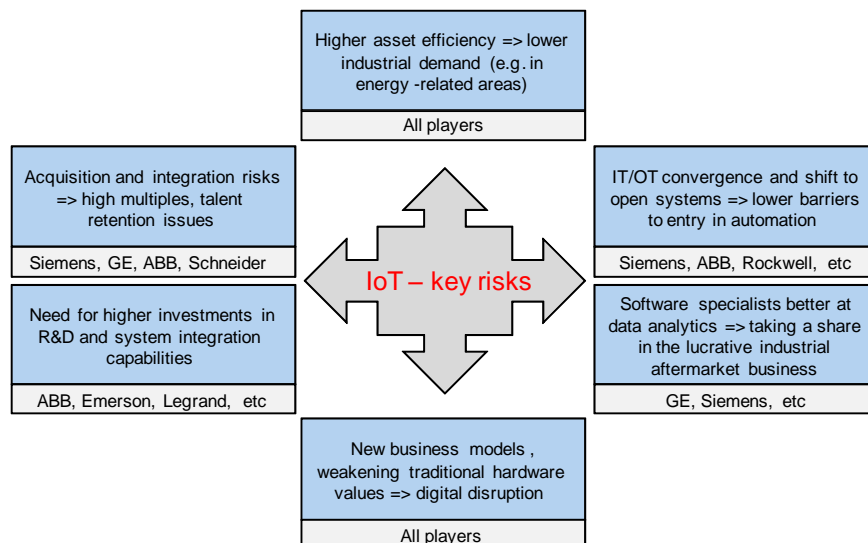 Higher asset efficiency => lower
industrial demand (e.g. in
energy -related areas)
All players
Acquisition and integration risks
=> high multiples, talent
retention issues
Siemens, GE, ABB, Schneider
Need for higher investments in
R&D and system integration
capabilities
ABB, Emerson, Legrand, etc
IoT – key risks
IT/OT convergence and shift to
open systems => lower barriers
to entry in automation
Siemens, ABB, Rockwell, etc
Software specialists better at
data analytics => taking a share
in the lucrative industrial
aftermarket business
GE, Siemens, etc
New business models ,
weakening traditional hardware
values => digital disruption
All players